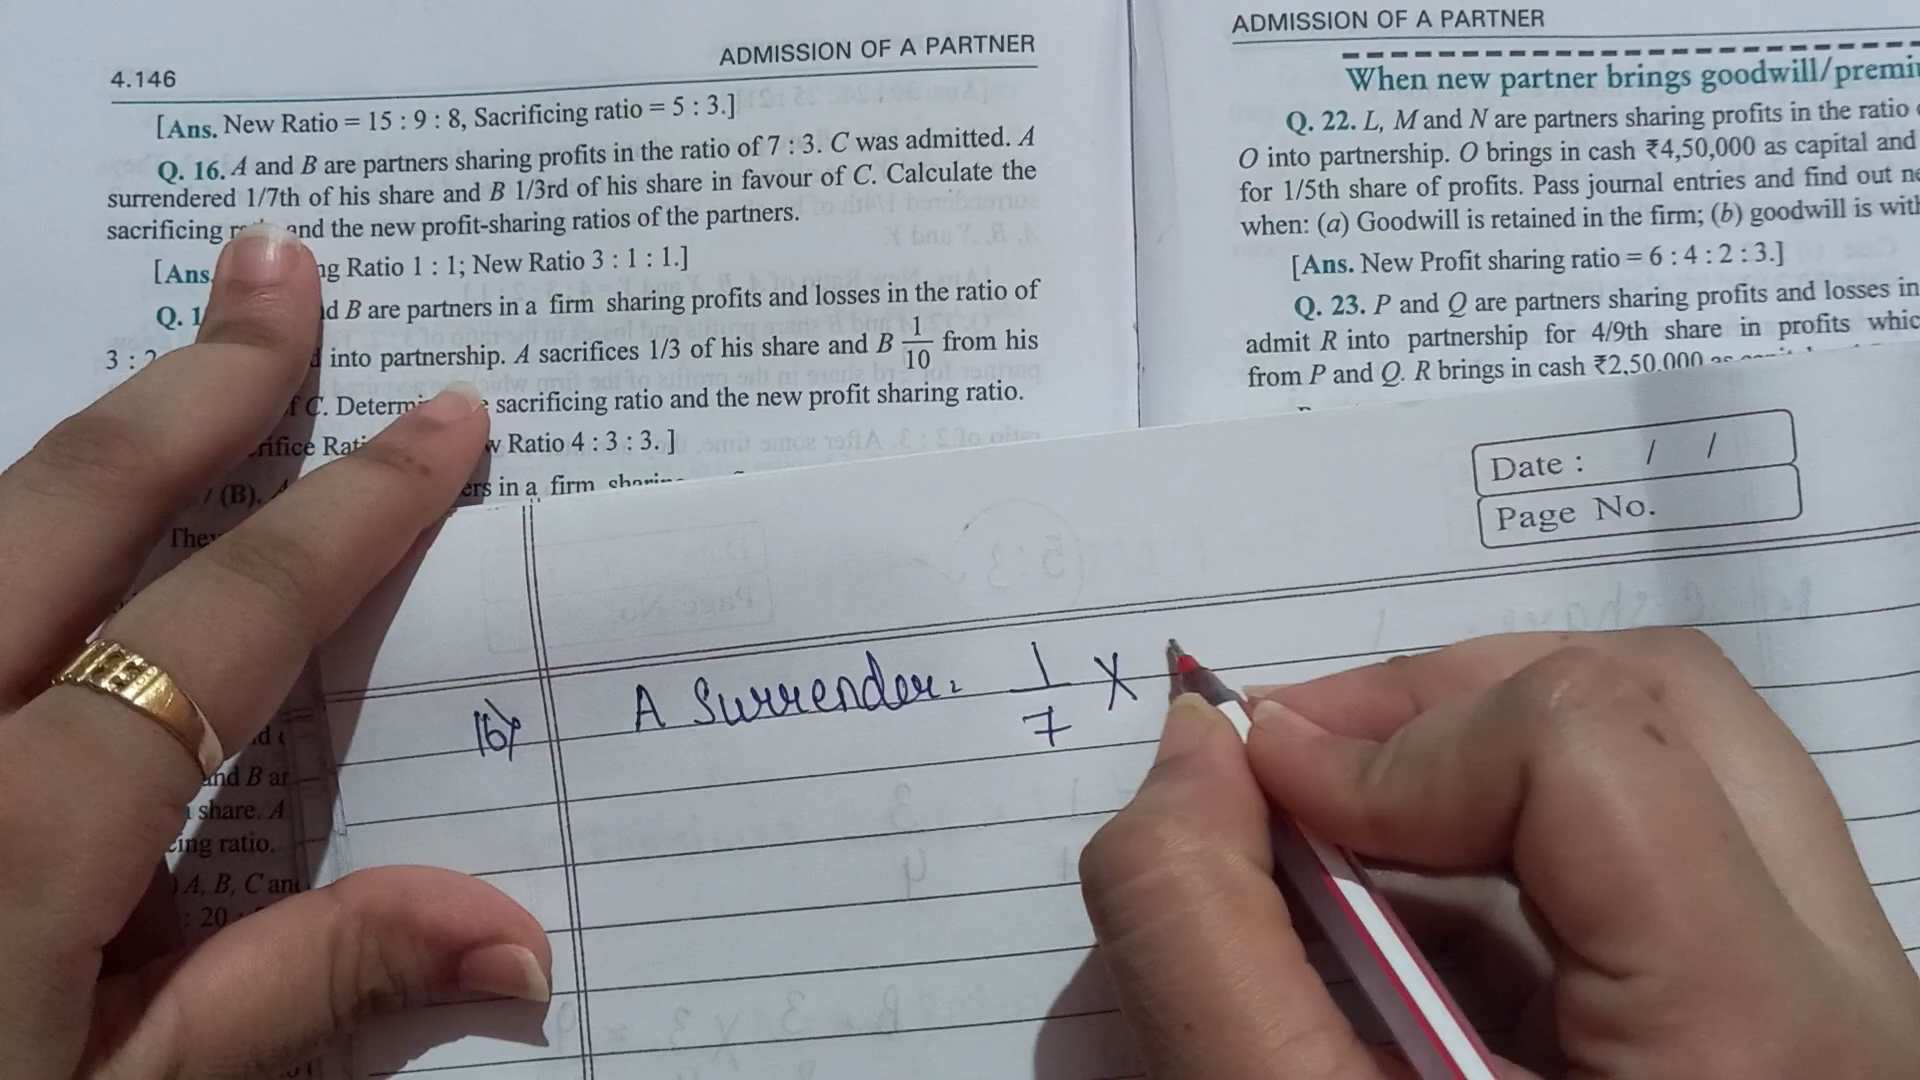 4.146
ADMISSION OF A PARTNER
[Ans. New Ratio = 15 : 9 : 8, Sacrificing ratio = 5 : 3.]
Q. 16. A and B are partners sharing profits in the ratio of 7 : 3. C was admitted. A
surrendered 1/7th of his share and B 1/3rd of his share in favour of C. Calculate the
sacrificing and the new profit-sharing ratios of the partners.
[Ans. Ratio 1 : 1; New Ratio 3 : 1 : 1.]
B are partners in a firm sharing profits and losses in the ratio of
into partnership. A sacrifices 1/3 of his share and B 1/10 from his
C. sacrificing ratio and the new profit sharing ratio.
Ratio 4 : 3 : 3. ]
(B).
in a firm
They
and B
share. A
ratio.
A, B, C
: 20
ADMISSION OF A PARTNER
When new partner brings goodwill/
Q. 22. L, M and N are partners sharing profits in the ratio
O into partnership. O brings in cash ₹4,50,000 as capital and
for 1/5th share of profits. Pass journal entries and find out
when: (a) Goodwill is retained in the firm; (b) goodwill is
[Ans. New Profit sharing ratio = 6 : 4 : 2 : 3.]
Q. 23. P and Q are partners sharing profits and losses in
admit R into partnership for 4/9th share in profits
from P and Q. R brings in cash ₹2,50,000
Date : / /
Page No.
16) A Surrender = 1/7 ×